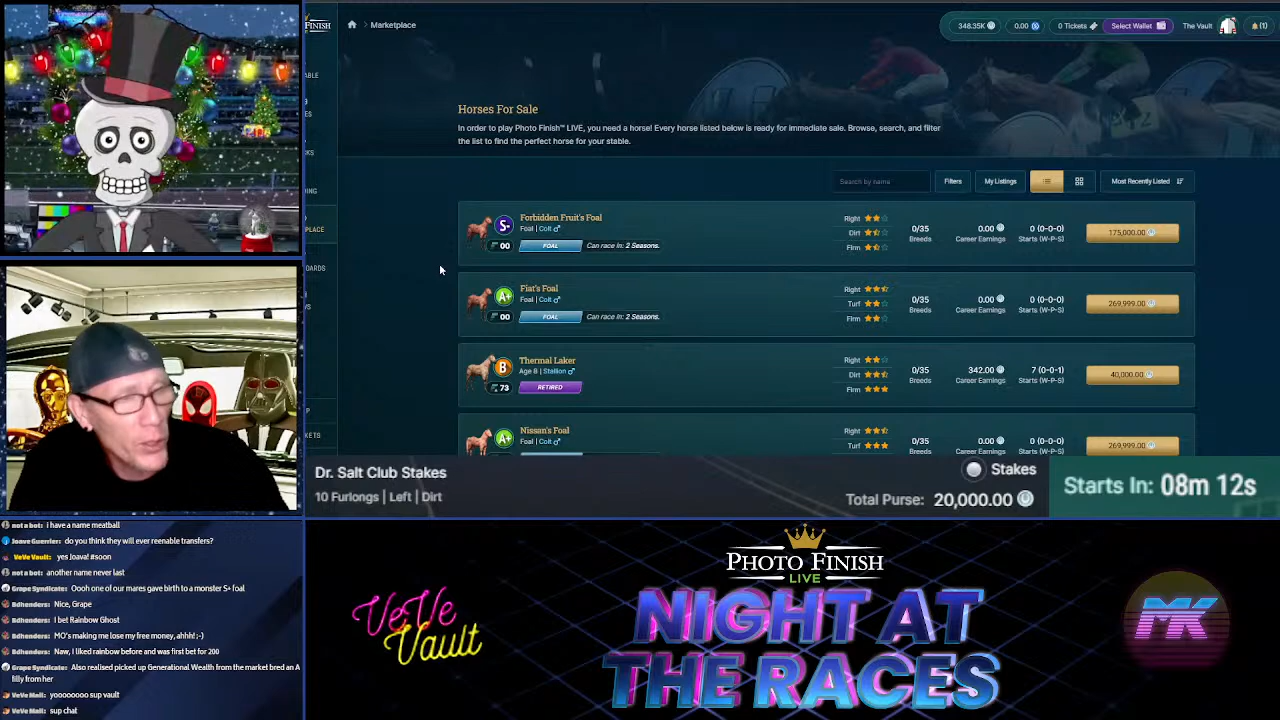 FINISH
Marketplace
348.35K
0.00
0 Tickets
Select Wallet
The Vault
(1)
Horses For Sale
In order to play Photo Finish™ LIVE, you need a horse! Every horse listed below is ready for immediate sale. Browse, search, and filter
the list to find the perfect horse for your stable.
Search by name
Filters
My Listings
Most Recently Listed
S-
00
Forbidden Fruit's Foal
Foal | Colt
FOAL
Can race in: 2 Seasons.
Right
Dirt
Firm
0/35
Breeds
0.00
Career Earnings
0 (0-0-0)
Starts (W-P-S)
175,000.00
A+
00
Fiat's Foal
Foal | Colt
FOAL
Can race in: 2 Seasons.
Right
Turf
Firm
0/35
Breeds
0.00
Career Earnings
0 (0-0-0)
Starts (W-P-S)
269,999.00
B
73
Thermal Laker
Age 8 | Stallion
RETIRED
Right
Dirt
Firm
0/35
Breeds
342.00
Career Earnings
7 (0-0-1)
Starts (W-P-S)
40,000.00
A+
Nissan's Foal
Foal | Colt
Right
Turf
Firm
0/35
Breeds
0.00
Career Earnings
0 (0-0-0)
Starts (W-P-S)
269,999.00
Dr. Salt Club Stakes
10 Furlongs | Left | Dirt
Stakes
Total Purse: 20,000.00
Starts In: 08m 12s
not a bot: I have a name meatball
Joave Guerrier: do you think they will ever reenable transfers?
VeVe Vault: yes Joava! #soon
not a bot: another name never last
Grape Syndicate: Oooh one of our mares gave birth to a monster S+ foal
Bdhenders: Nice, Grape
Bdhenders: I bet Rainbow Ghost
Bdhenders: MO's making me lose my free money, ahhh! ;-)
Bdhenders: Naw, I liked rainbow before and was first bet for 200
Grape Syndicate: Also realised picked up Generational Wealth from the market bred an A
filly from her
VeVe Mail: yooooooo sup vault
VeVe Mail: sup chat
VeVe
Vault
PHOTO FINISH
LIVE
NIGHT AT
THE RACES
MK